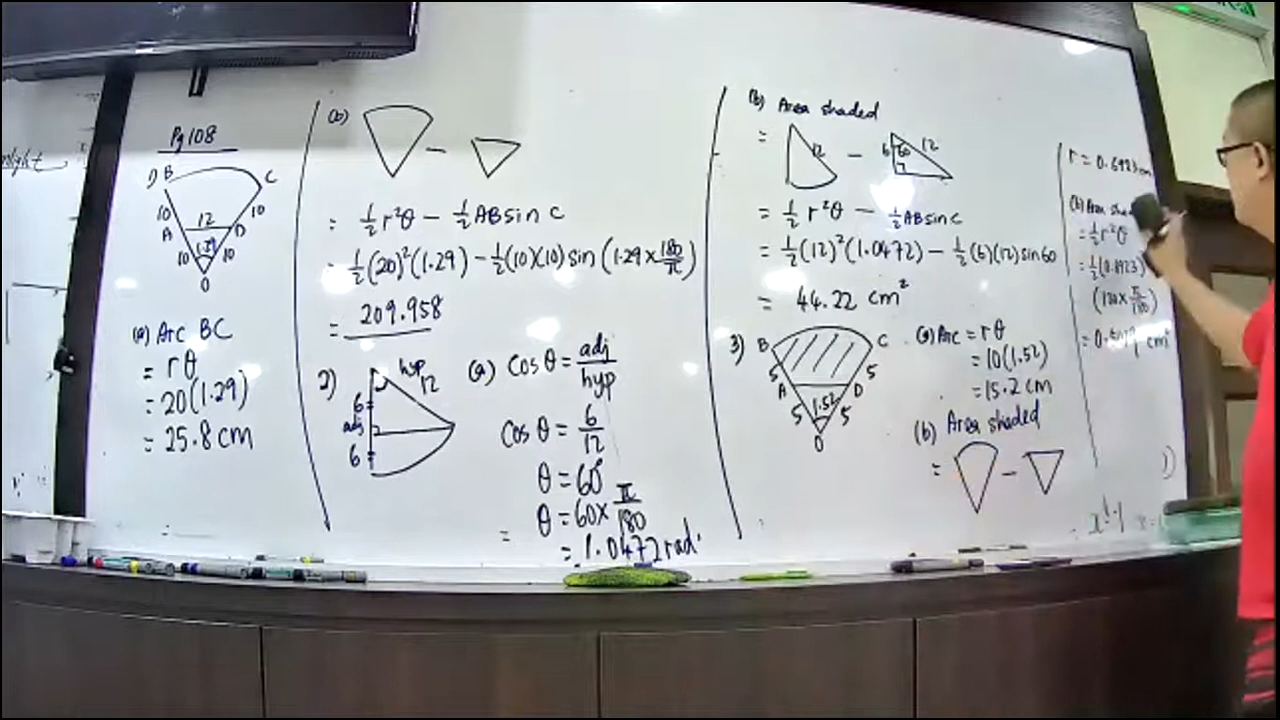 Pg 108
1) B
C
10
10
12
A
D
1.29
10
10
O
(a) Arc BC
= rθ
= 20(1.29)
= 25.8 cm
(b)
-
= 1/2 r²θ - 1/2 AB sin C
= 1/2 (20)² (1.29) - 1/2 (10)(10) sin (1.29 × 180/π)
= 209.958
2)
hyp
12
6
adj
6
(a) cos θ = adj/hyp
cos θ = 6/12
θ = 60°
θ = 60 × π/180
= 1.0472 rad
(b) Area shaded
= 12 - 6 60 12
= 1/2 r²θ - 1/2 AB sin C
= 1/2 (12)² (1.0472) - 1/2 (6)(12) sin 60
= 44.22 cm²
3) B
C
5
5
A
D
1.52
5
5
O
(a) Arc = rθ
= 10(1.52)
= 15.2 cm
(b) Area shaded
= -
(b) Area
= 1/2 r²θ
= 1/2
cm²